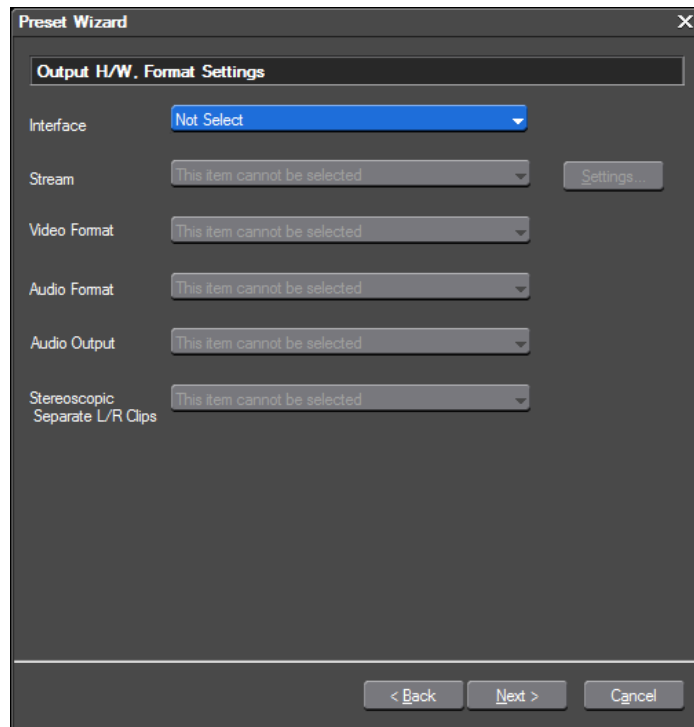 Preset Wizard X
Output H/W, Format Settings
Interface Not Select
Stream This item cannot be selected Settings...
Video Format This item cannot be selected
Audio Format This item cannot be selected
Audio Output This item cannot be selected
Stereoscopic This item cannot be selected
Separate L/R Clips
< Back Next > Cancel